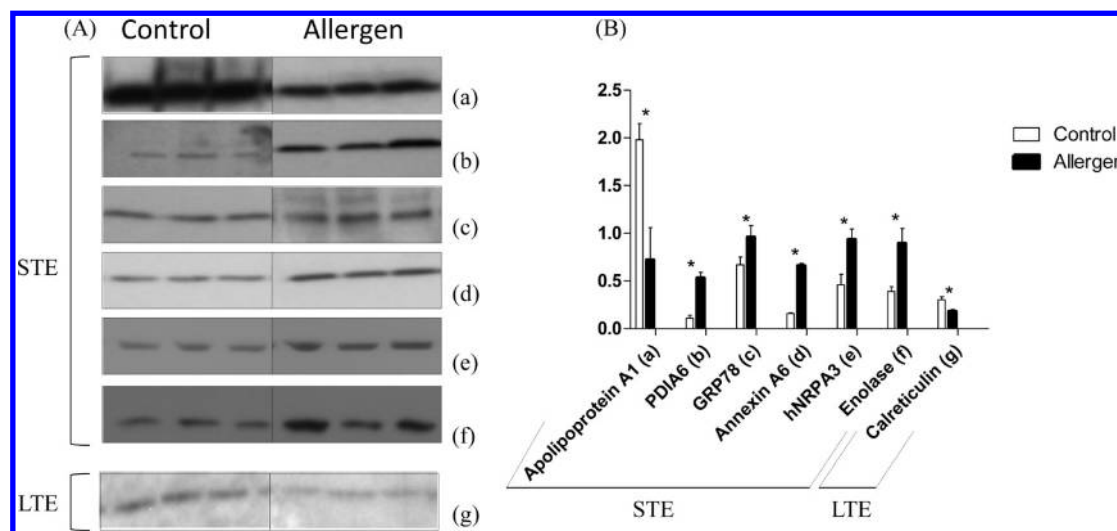 (A) Control Allergen
(a)
(b)
(c)
STE
(d)
(e)
(f)
LTE
(g)
(B)
2.5
2.0
1.5
1.0
0.5
0.0
*
*
*
*
*
*
*
Control
Allergen
Apolipoprotein A1 (a)
PDIA6 (b)
GRP78 (c)
Annexin A6 (d)
hNRPA3 (e)
Enolase (f)
Calreticulin (g)
STE LTE